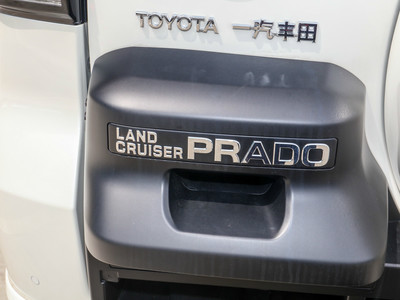 TOYOTA 一汽丰田
LAND CRUISER PRADO